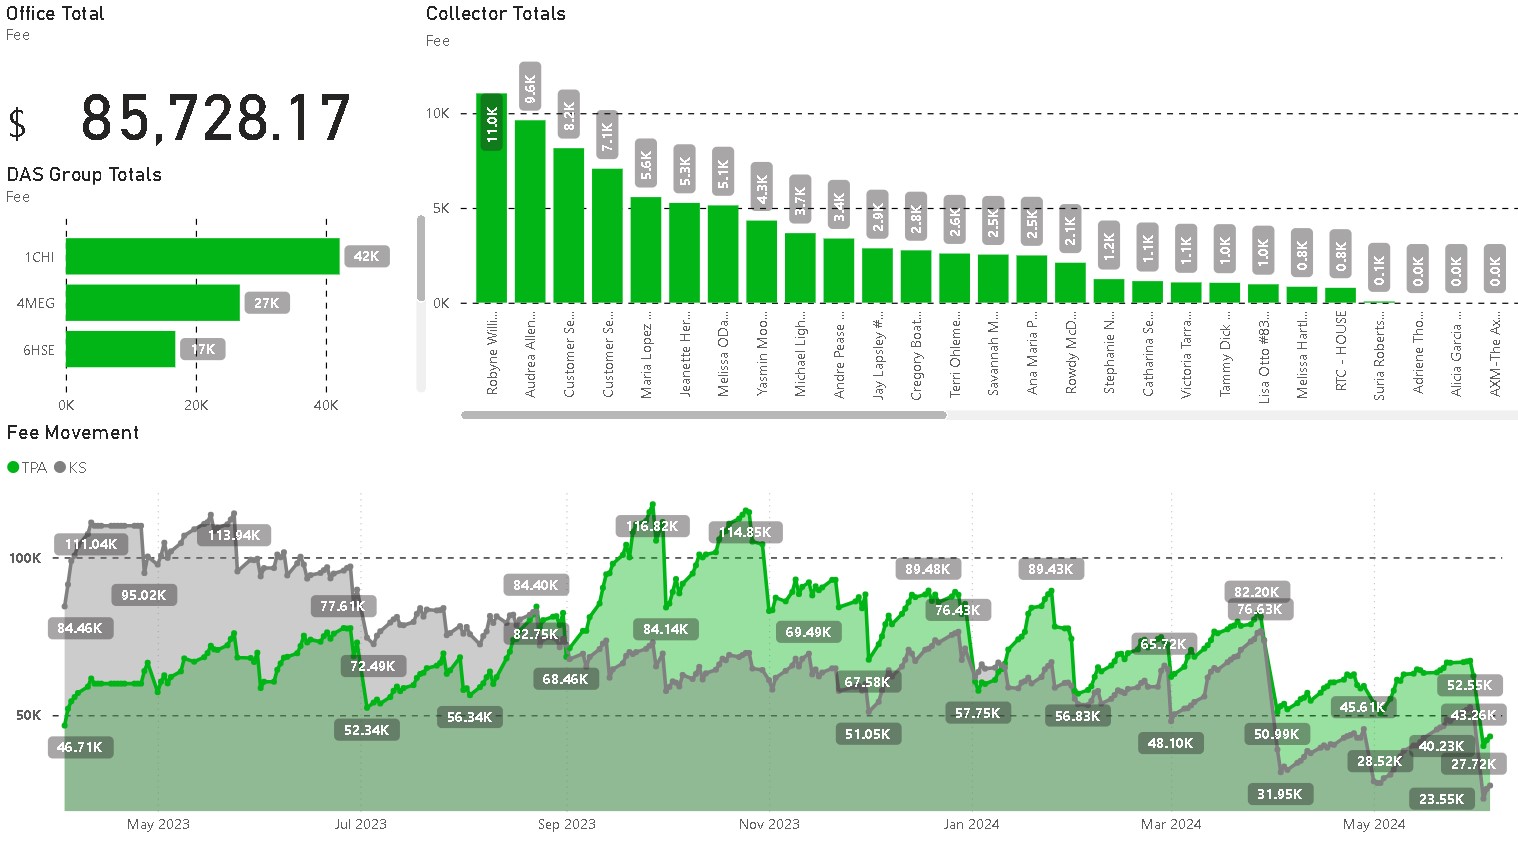 Office Total
Fee
$ 85,728.17
DAS Group Totals
Fee
1CHI 42K
4MEG 27K
6HSE 17K
0K 20K 40K
Collector Totals
Fee
10K
5K
0K
11.0K 9.6K 8.2K 7.1K 5.6K 5.3K 5.1K 4.3K 3.7K 3.4K 2.9K 2.8K 2.6K 2.5K 2.5K 2.1K 1.2K 1.1K 1.1K 1.0K 1.0K 0.8K 0.8K 0.1K 0.0K 0.0K 0.0K
Robyne Willi...
Audrea Allen...
Customer Se...
Customer Se...
Maria Lopez ...
Jeanette Her...
Melissa ODa...
Yasmin Moo...
Michael Ligh...
Andre Pease ...
Jay Lapsley #...
Gregory Boat...
Terri Ohleme...
Savannah M...
Ana Maria P...
Rowdy McD...
Stephanie N...
Catharina Se...
Victoria Tarra...
Tammy Dick ...
Lisa Otto #83...
Melissa Hartl...
RTC - HOUSE
Suria Roberts...
Adriene Tho...
Alicia Garcia ...
AXM -The Ax...
Fee Movement
TPA KS
100K
50K
111.04K
95.02K
84.46K
46.71K
113.94K
77.61K
72.49K
52.34K
56.34K
84.40K
82.75K
68.46K
116.82K
84.14K
114.85K
69.49K
67.58K
51.05K
89.48K
76.43K
57.75K
89.43K
56.83K
65.72K
48.10K
82.20K
76.63K
50.99K
31.95K
45.61K
28.52K
52.55K
43.26K
40.23K
27.72K
23.55K
May 2023 Jul 2023 Sep 2023 Nov 2023 Jan 2024 Mar 2024 May 2024